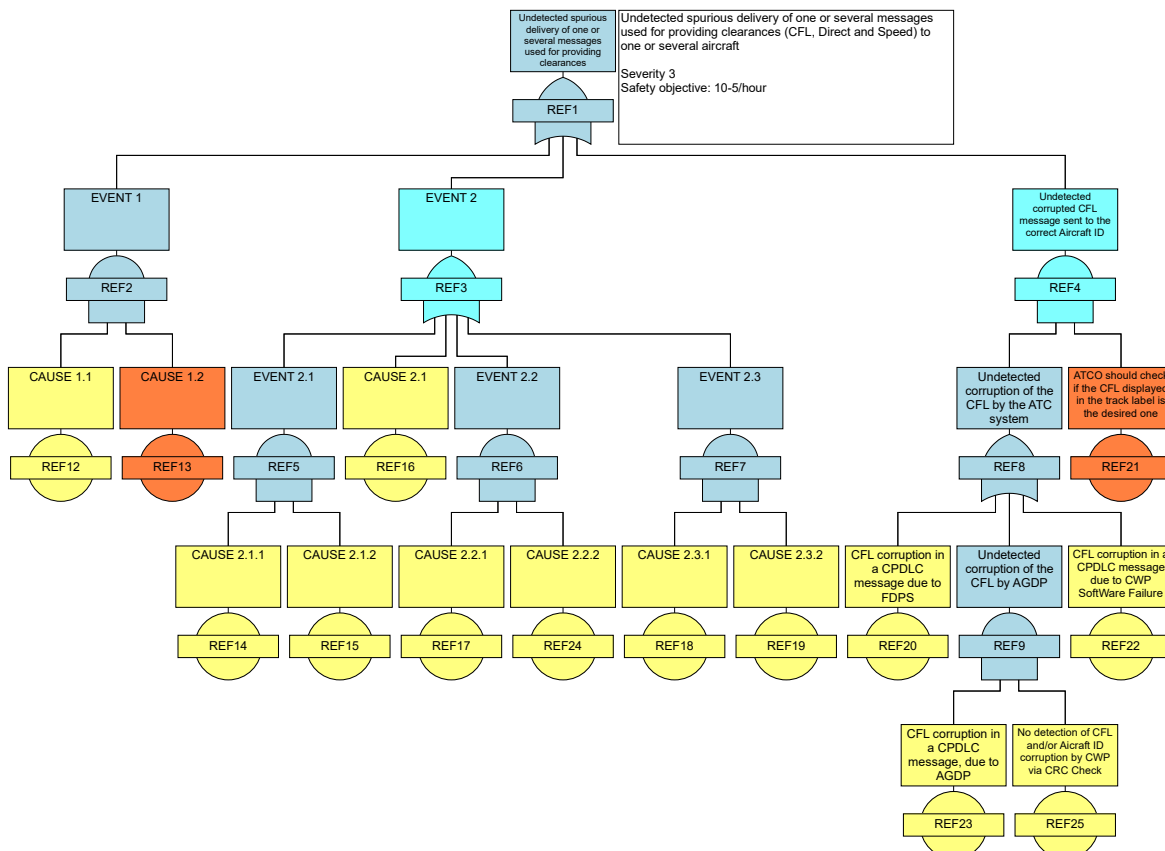 Undetected spurious
delivery of one or
several messages
used for providing
clearances
Undetected spurious delivery of one or several messages
used for providing clearances (CFL, Direct and Speed) to
one or several aircraft
Severity 3
Safety objective: 10-5/hour
REF1
EVENT 1
EVENT 2
Undetected
corrupted CFL
message sent to the
correct Aircraft ID
REF2
REF3
REF4
CAUSE 1.1
CAUSE 1.2
EVENT 2.1
CAUSE 2.1
EVENT 2.2
EVENT 2.3
Undetected
corruption of
the CFL by the ATC
system
ATCO should check
if the CFL displayed
in the track label is
the desired one
REF12
REF13
REF5
REF16
REF6
REF7
REF8
REF21
CAUSE 2.1.1
CAUSE 2.1.2
CAUSE 2.2.1
CAUSE 2.2.2
CAUSE 2.3.1
CAUSE 2.3.2
CFL corruption in
a CPDLC
message due to
FDPS
Undetected
corruption of the
CFL by AGDP
CFL corruption in a
CPDLC message
due to CWP
SoftWare Failure
REF14
REF15
REF17
REF24
REF18
REF19
REF20
REF9
REF22
CFL corruption in
a CPDLC
message, due to
AGDP
No detection of CFL
and/or Aicraft ID
corruption by CWP
via CRC Check
REF23
REF25